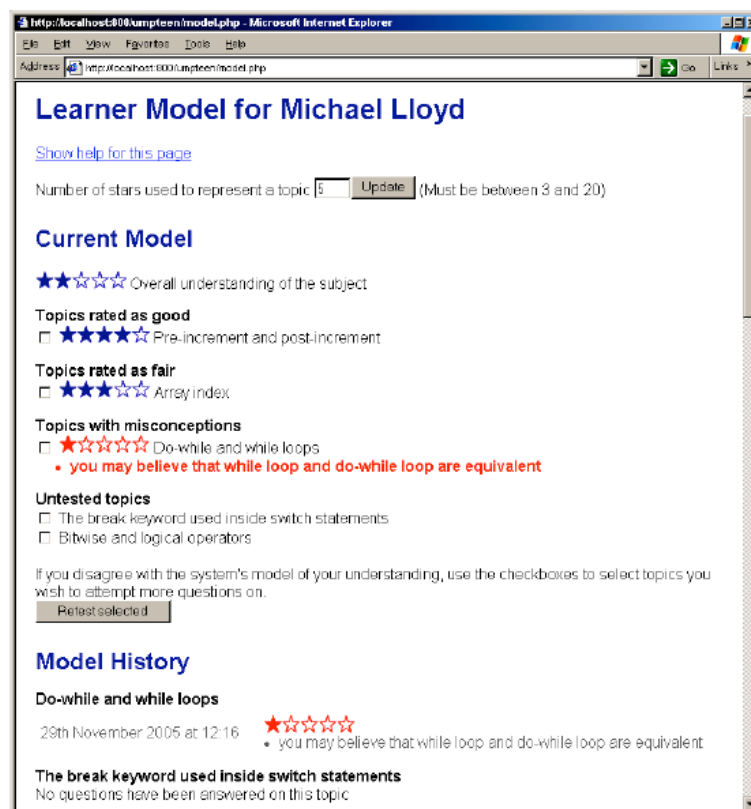 http://localhost:800/umpteen/model.php - Microsoft Internet Explorer
File Edit View Favorites Tools Help
Address http://localhost:800/umpteen/model.php Go Links
Learner Model for Michael Lloyd
Show help for this page
Number of stars used to represent a topic 5 Update (Must be between 3 and 20)
Current Model
Overall understanding of the subject
Topics rated as good
Pre-increment and post-increment
Topics rated as fair
Array index
Topics with misconceptions
Do-while and while loops
• you may believe that while loop and do-while loop are equivalent
Untested topics
The break keyword used inside switch statements
Bitwise and logical operators
If you disagree with the system's model of your understanding, use the checkboxes to select topics you
wish to attempt more questions on.
Retest selected
Model History
Do-while and while loops
29th November 2005 at 12:16
• you may believe that while loop and do-while loop are equivalent
The break keyword used inside switch statements
No questions have been answered on this topic